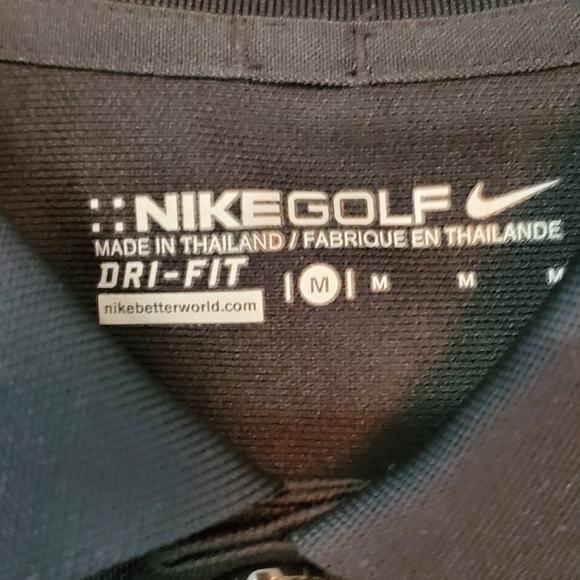 NIKEGOLF
MADE IN THAILAND / FABRIQUE EN THAILANDE
DRI-FIT
M M M M
nikebetterworld.com